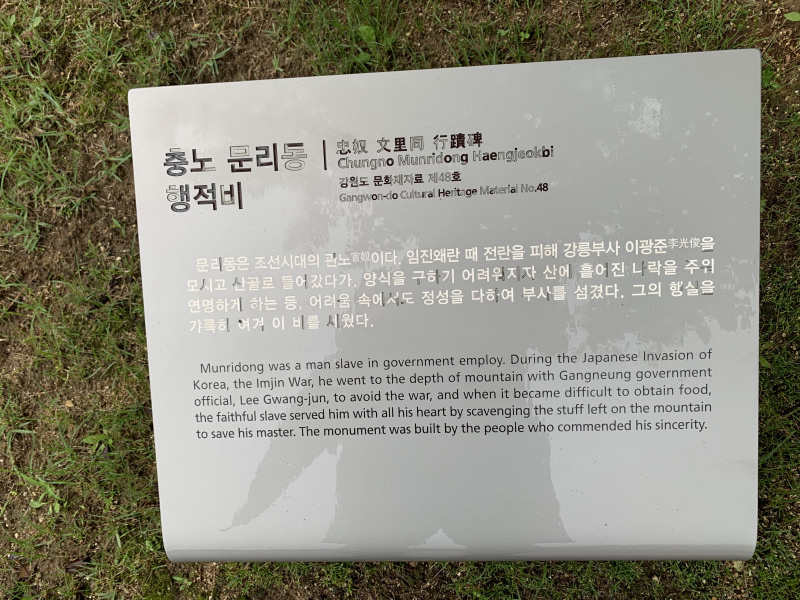 충노 문리동
행적비
忠奴 文里同 行蹟碑
Chungno Munridong Haengjeokbi
강원도 문화재자료 제48호
Gangwon-do Cultural Heritage Material No.48
문리동은 조선시대의 관노官奴이다. 임진왜란 때 전란을 피해 강릉부사 이광준李光俊을
모시고 산골로 들어갔다가, 양식을 구하기 어려워지자 산에 흩어진 나락을 주워
연명하게 하는 등, 어려움 속에서도 정성을 다하여 부사를 섬겼다. 그의 행실을
갸륵히 여겨 이 비를 세웠다.
Munridong was a man slave in government employ. During the Japanese Invasion of
Korea, the Imjin War, he went to the depth of mountain with Gangneung government
official, Lee Gwang-jun, to avoid the war, and when it became difficult to obtain food,
the faithful slave served him with all his heart by scavenging the stuff left on the mountain
to save his master. The monument was built by the people who commended his sincerity.